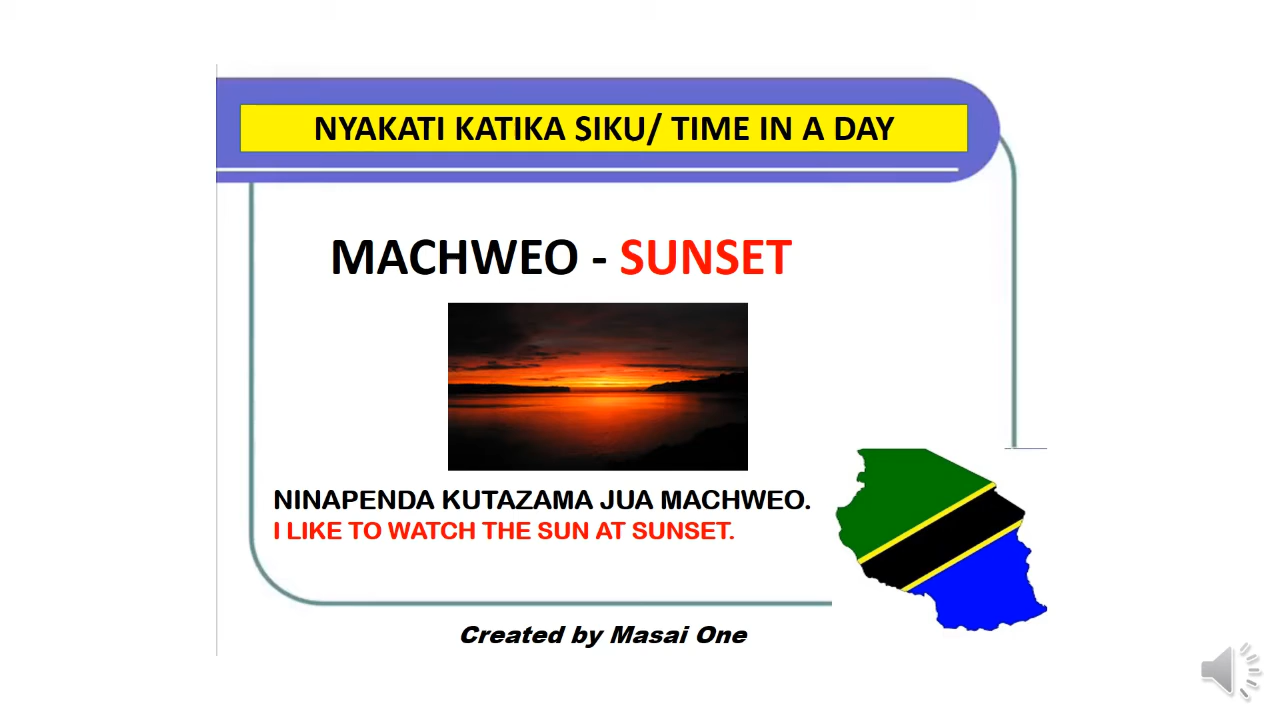 NYAKATI KATIKA SIKU/ TIME IN A DAY
MACHWEO - SUNSET
NINAPENDA KUTAZAMA JUA MACHWEO.
I LIKE TO WATCH THE SUN AT SUNSET.
Created by Masai One